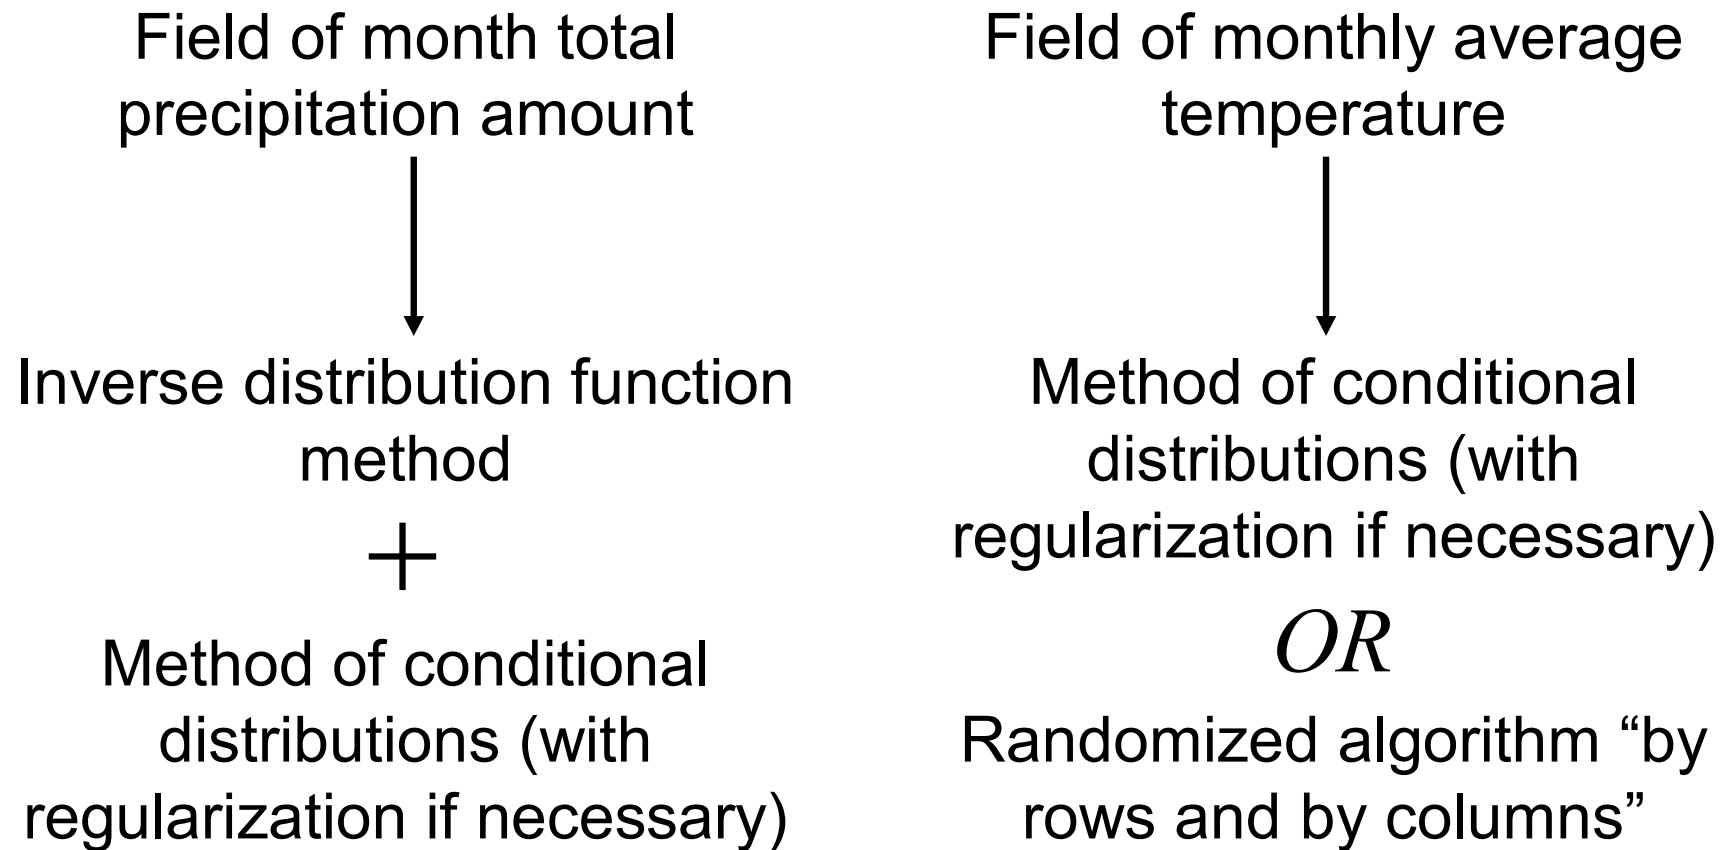 Field of month total
precipitation amount
Inverse distribution function
method
+
Method of conditional
distributions (with
regularization if necessary)
Field of monthly average
temperature
Method of conditional
distributions (with
regularization if necessary)
OR
Randomized algorithm “by
rows and by columns”